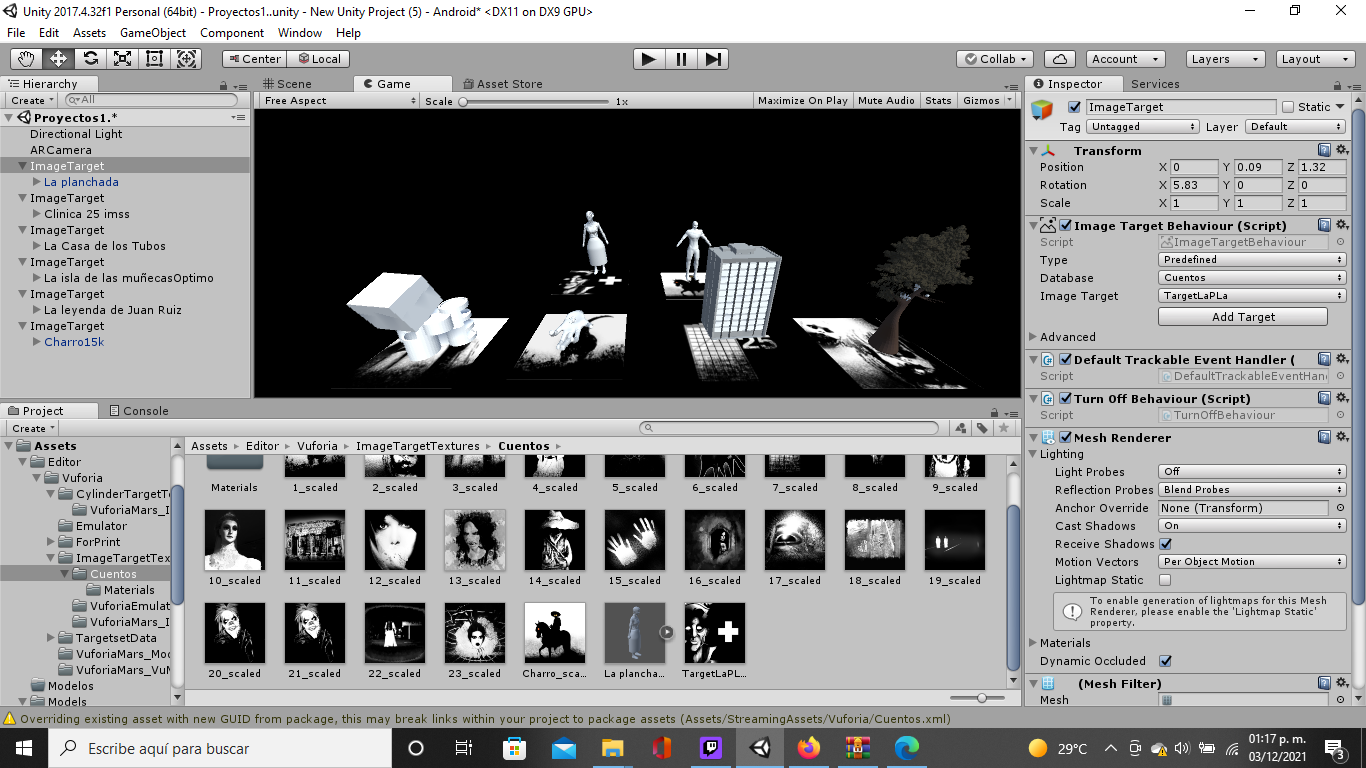 Unity 2017.4.32f1 Personal (64bit) - Proyectos1..unity - New Unity Project (5) - Android* <DX11 on DX9 GPU>
File Edit Assets GameObject Component Window Help
Center Local Collab Account Layers Layout
Hierarchy
Create All
Proyectos1.*
Directional Light
ARCamera
ImageTarget
La planchada
ImageTarget
Clinica 25 imss
ImageTarget
La Casa de los Tubos
ImageTarget
La isla de las muñecasOptimo
ImageTarget
La leyenda de Juan Ruiz
ImageTarget
Charro15k
Scene Game Asset Store
Free Aspect Scale 1x Maximize On Play Mute Audio Stats Gizmos
25
Inspector Services
ImageTarget Static
Tag Untagged Layer Default
Transform
Position X 0 Y 0.09 Z 1.32
Rotation X 5.83 Y 0 Z 0
Scale X 1 Y 1 Z 1
Image Target Behaviour (Script)
Script ImageTargetBehaviour
Type Predefined
Database Cuentos
Image Target TargetLaPLa
Add Target
Advanced
Default Trackable Event Handler (
Script DefaultTrackableEventHan
Turn Off Behaviour (Script)
Script TurnOffBehaviour
Mesh Renderer
Lighting
Light Probes Off
Reflection Probes Blend Probes
Anchor Override None (Transform)
Cast Shadows On
Receive Shadows
Motion Vectors Per Object Motion
Lightmap Static
To enable generation of lightmaps for this Mesh
Renderer, please enable the 'Lightmap Static'
property.
Materials
Dynamic Occluded
(Mesh Filter)
Mesh
Project Console
Create
Assets
Editor
Vuforia
CylinderTargetTe
VuforiaMars_I
Emulator
ForPrint
ImageTargetTex
Cuentos
Materials
VuforiaEmulat
VuforiaMars_I
TargetsetData
VuforiaMars_Moc
VuforiaMars_VuM
Modelos
Models
Assets Editor Vuforia ImageTargetTextures Cuentos
Materials 1_scaled 2_scaled 3_scaled 4_scaled 5_scaled 6_scaled 7_scaled 8_scaled 9_scaled
10_scaled 11_scaled 12_scaled 13_scaled 14_scaled 15_scaled 16_scaled 17_scaled 18_scaled 19_scaled
20_scaled 21_scaled 22_scaled 23_scaled Charro_sca... La plancha... TargetLaPL...
Overriding existing asset with new GUID from package, this may break links within your project to package assets (Assets/StreamingAssets/Vuforia/Cuentos.xml)
Escribe aquí para buscar
29°C
01:17 p. m.
03/12/2021
3